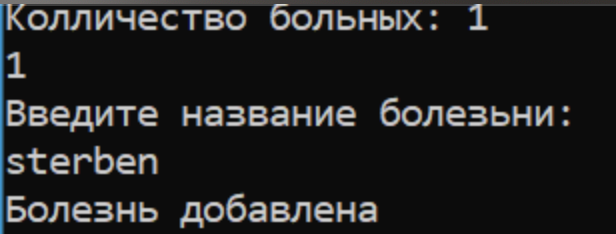 Колличество больных: 1
1
Введите название болезьни:
sterben
Болезнь добавлена